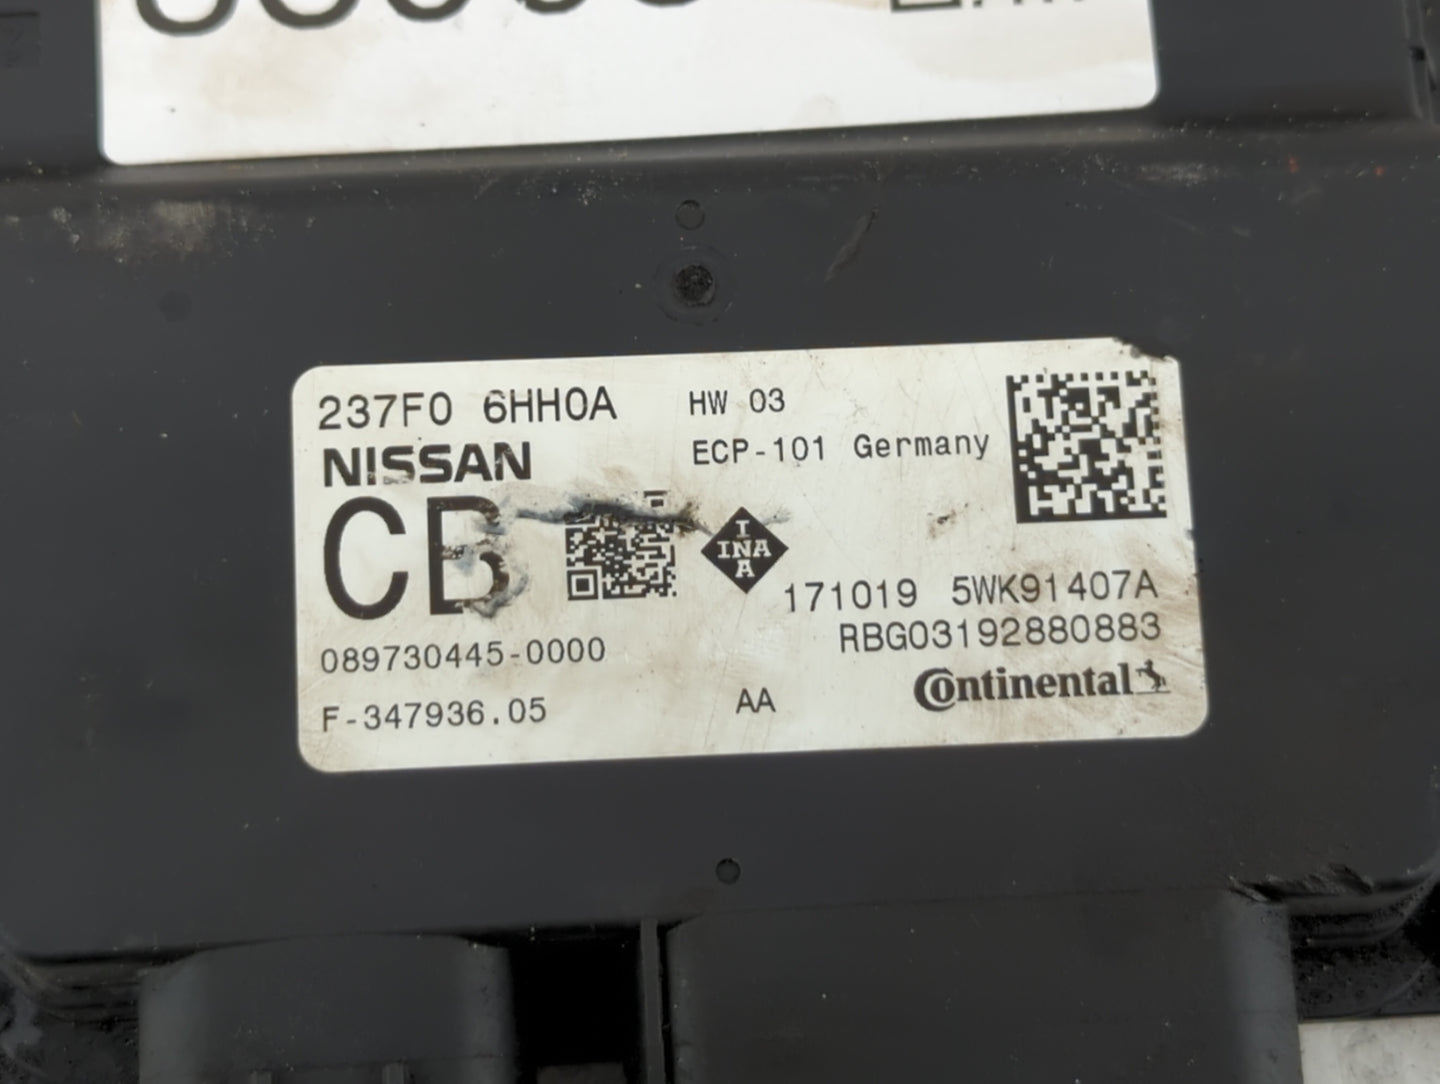 237F0 6HH0A HW 03
NISSAN ECP-101 Germany
CB
I
INA
A
171019 5WK91407A
089730445-0000 RBG03192880883
F-347936.05 AA Continental